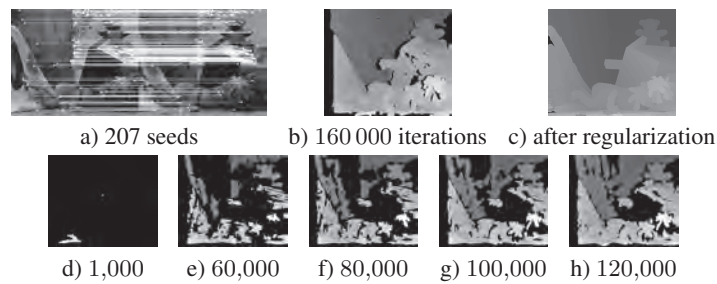 a) 207 seeds
b) 160 000 iterations
c) after regularization
d) 1,000
e) 60,000
f) 80,000
g) 100,000
h) 120,000